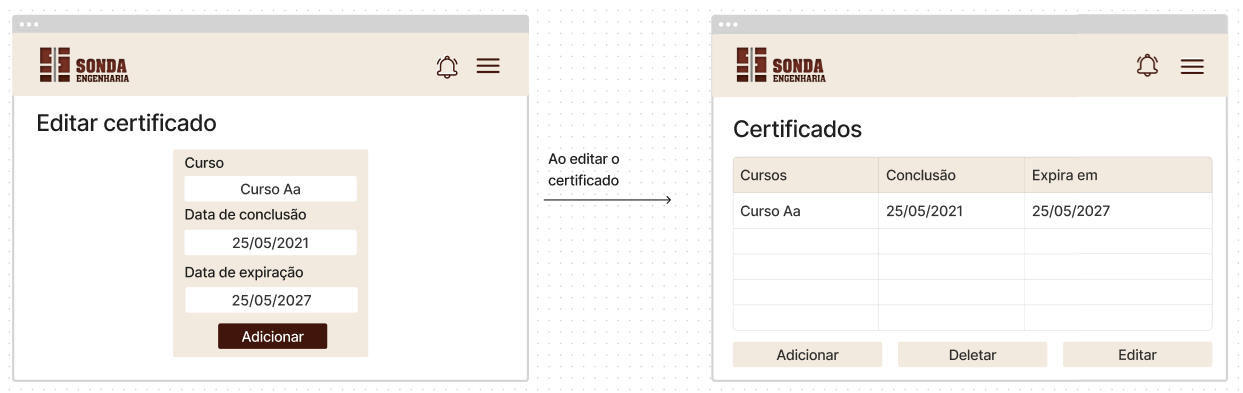 SONDA
ENGENHARIA
Editar certificado
Curso
Curso Aa
Data de conclusão
25/05/2021
Data de expiração
25/05/2027
Adicionar
Ao editar o
certificado
SONDA
ENGENHARIA
Certificados
Cursos Conclusão Expira em
Curso Aa 25/05/2021 25/05/2027
Adicionar Deletar Editar